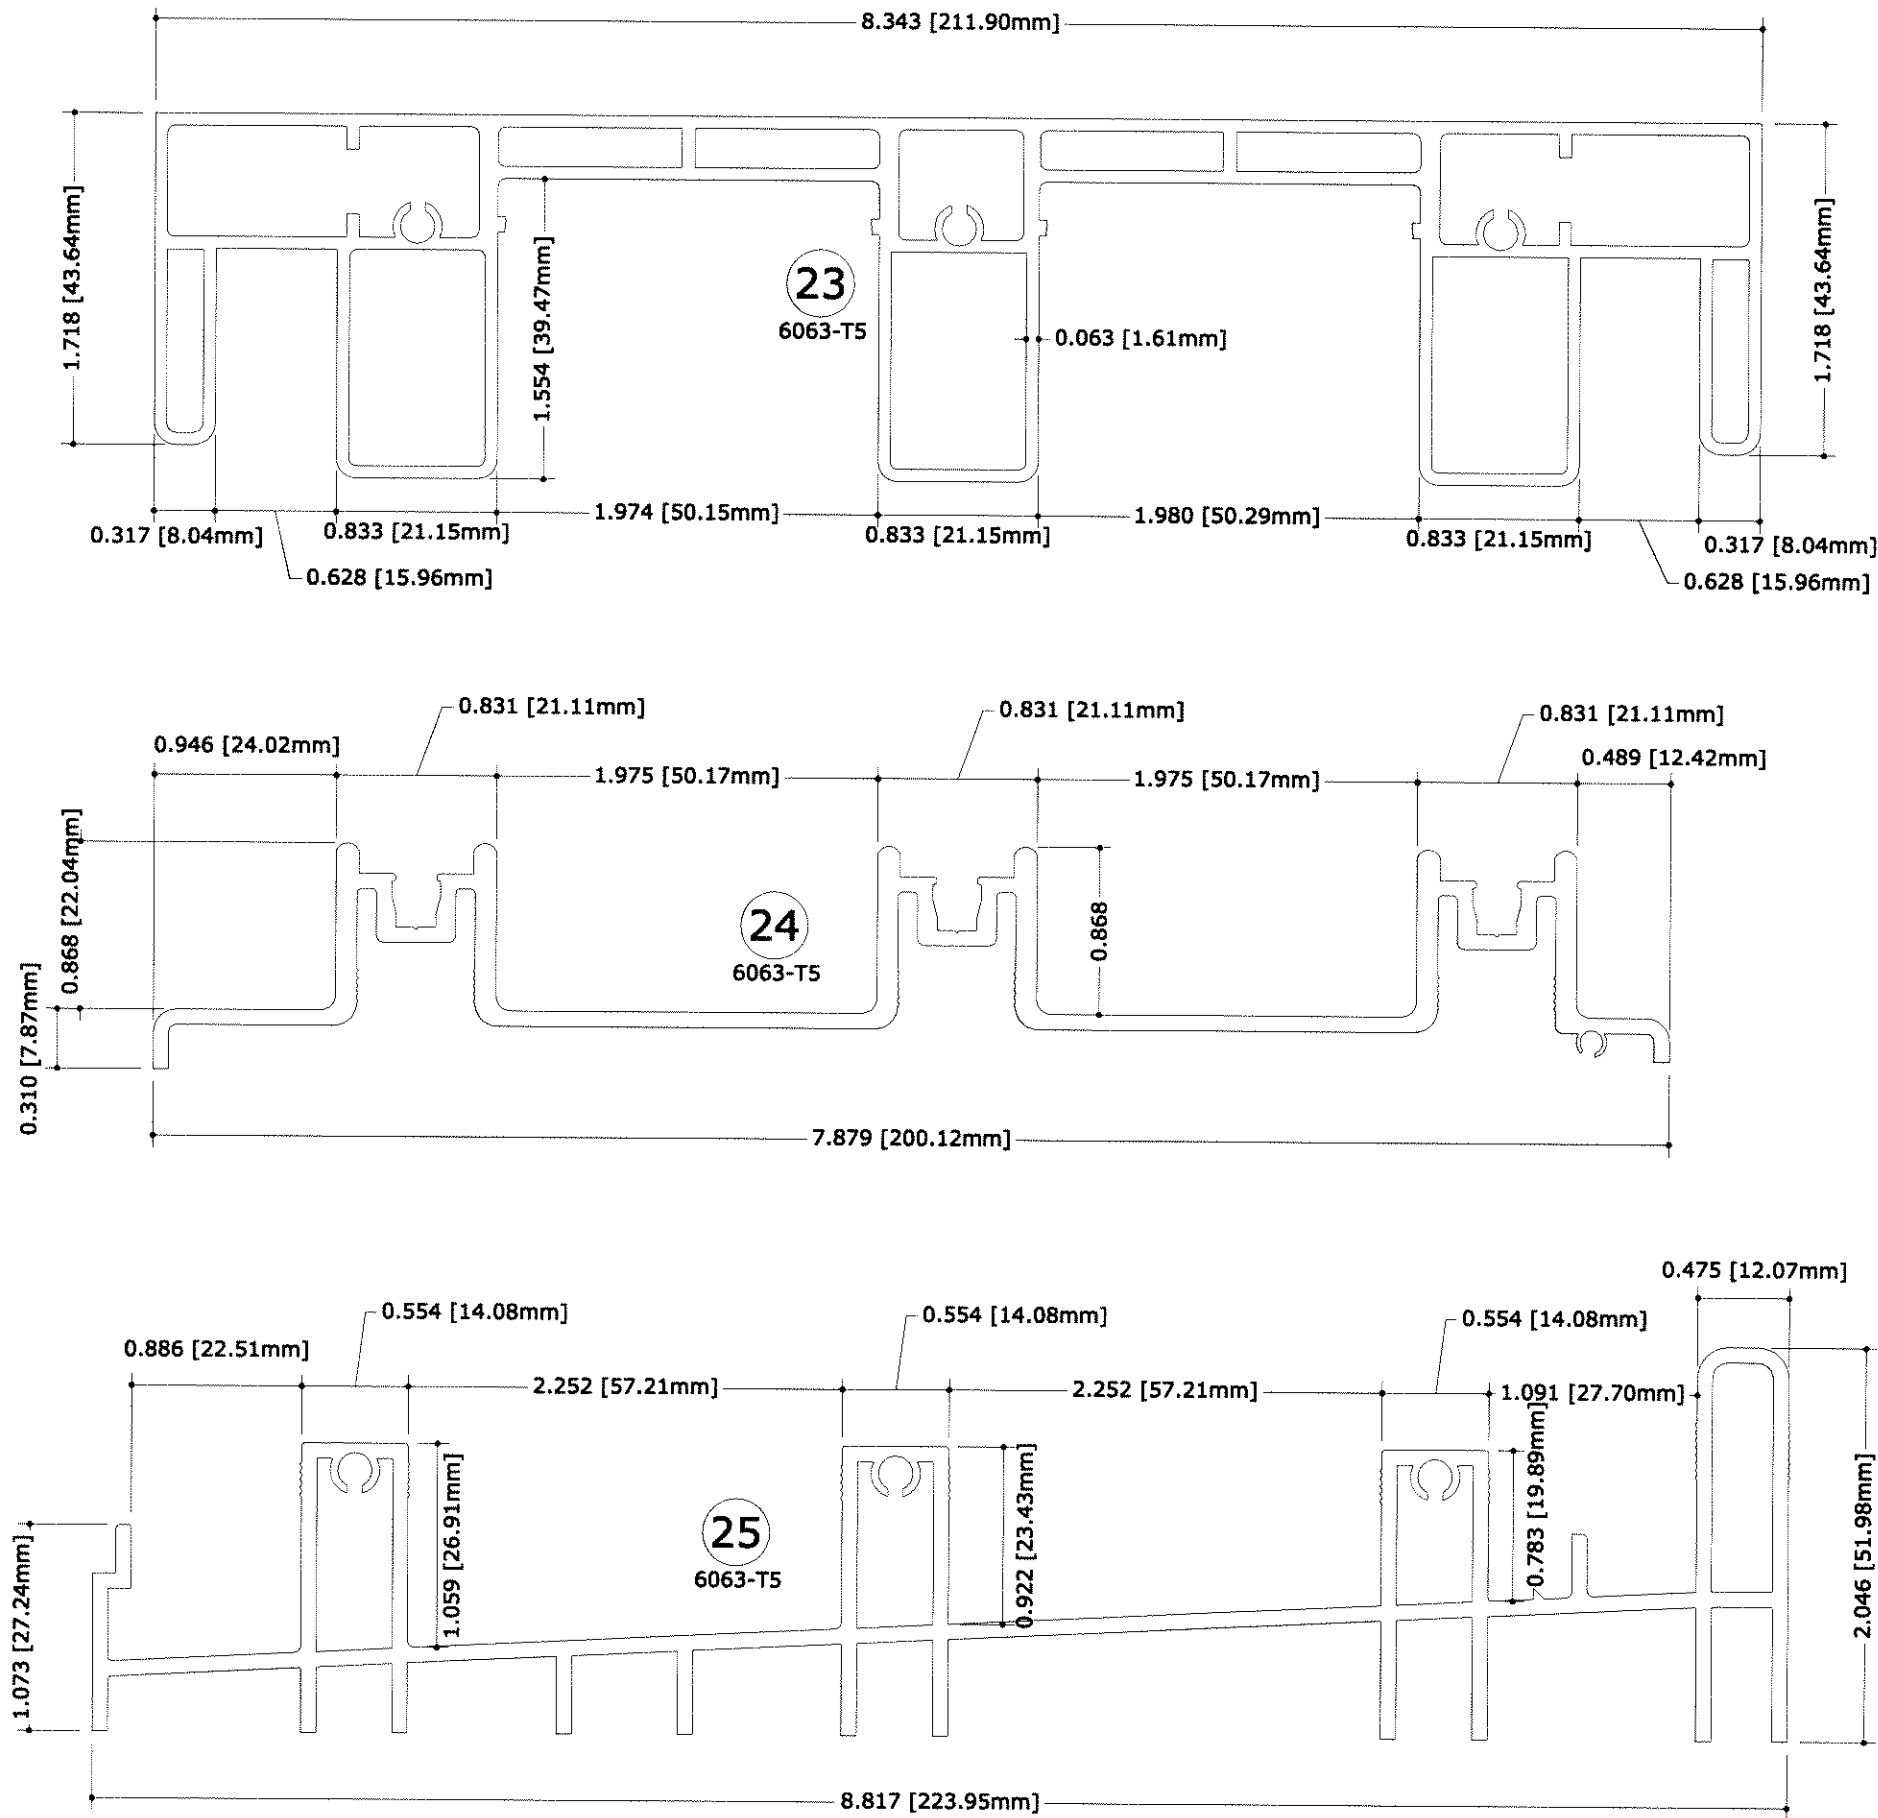 8.343 [211.90mm]
1.718 [43.64mm]
1.554 [39.47mm]
23
6063-T5
0.063 [1.61mm]
1.718 [43.64mm]
1.974 [50.15mm]
1.980 [50.29mm]
0.317 [8.04mm]
0.833 [21.15mm]
0.833 [21.15mm]
0.833 [21.15mm]
0.317 [8.04mm]
0.628 [15.96mm]
0.628 [15.96mm]
0.831 [21.11mm]
0.831 [21.11mm]
0.831 [21.11mm]
0.946 [24.02mm]
1.975 [50.17mm]
1.975 [50.17mm]
0.489 [12.42mm]
0.868 [22.04mm]
24
6063-T5
0.868
0.310 [7.87mm]
7.879 [200.12mm]
0.475 [12.07mm]
0.554 [14.08mm]
0.554 [14.08mm]
0.554 [14.08mm]
0.886 [22.51mm]
2.252 [57.21mm]
2.252 [57.21mm]
1.091 [27.70mm]
1.059 [26.91mm]
25
6063-T5
0.922 [23.43mm]
0.783 [19.89mm]
1.073 [27.24mm]
2.046 [51.98mm]
8.817 [223.95mm]